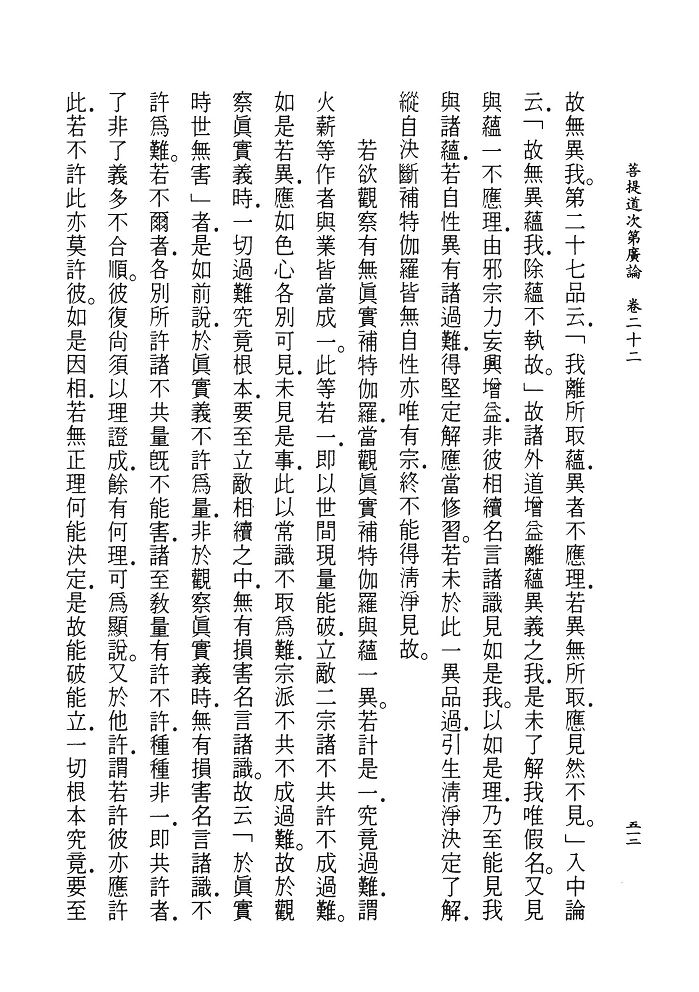 菩提道次第廣論　卷二十二
五一三
故無異我。第二十七品云﹐「我離所取蘊﹐異者不應理﹐若異無所取﹐應見然不見。」入中論
云﹐「故無異蘊我﹐除蘊不執故。」故諸外道增益離蘊異義之我﹐是未了解我唯假名﹐又見
與蘊一不應理﹐由邪宗力妄興增益﹐非彼相續名言諸識見如是我。以如是理﹐乃至能見我
與諸蘊﹐若自性異有諸過難﹐得堅定解應當修習。若未於此一異品過﹐引生淸淨決定了解﹐
縱自決斷補特伽羅皆無自性亦唯有宗﹐終不能得淸淨見故。
若欲觀察有無眞實補特伽羅﹐當觀眞實補特伽羅與蘊一異。若計是一﹐究竟過難﹐謂
火薪等作者與業皆當成一。此等若一﹐即以世間現量能破﹐立敵二宗諸不共許不成過難。
如是若異﹐應如色心各別可見﹐未見是事﹐此以常識不取爲難﹐宗派不共不成過難。故於觀
察眞實義時﹐一切過難究竟根本﹐要至立敵相續之中﹐無有損害名言諸識。故云「於眞實
時世無害」者﹐是如前說﹐於眞實義不許爲量﹐非於觀察眞實義時﹐無有損害名言諸識﹐不
許爲難。若不爾者﹐各別所許諸不共量旣不能害﹐諸至敎量有許不許﹐種種非一﹐即共許者﹐
了非了義多不合順。彼復尚須以理證成﹐餘有何理﹐可爲顯說。又於他許﹐謂若許彼亦應許
此﹐若不許此亦莫許彼。如是因相﹐若無正理何能決定﹐是故能破能立﹐一切根本究竟﹐要至